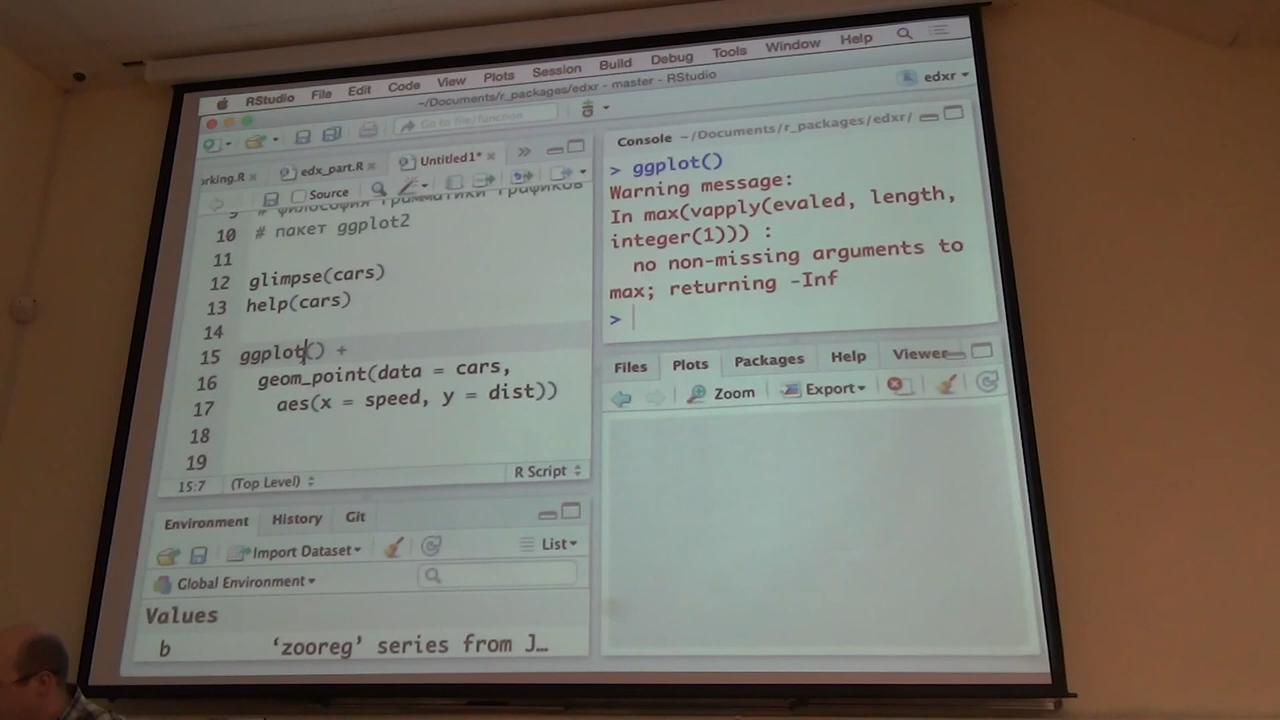 RStudio File Edit Code View Plots Session Build Debug Tools Window Help
~/Documents/r_packages/edxr - master - RStudio
Go to file/function
edxr
rking.R
edx_part.R
Untitled1*
Source
9 # философия грамматики графиков
10 # пакет ggplot2
11
12 glimpse(cars)
13 help(cars)
14
15 ggplot() +
16 geom_point(data = cars,
17 aes(x = speed, y = dist))
18
19
15:7 (Top Level) R Script
Environment History Git
Import Dataset List
Global Environment
Values
b 'zooreg' series from J…
Console ~/Documents/r_packages/edxr/
> ggplot()
Warning message:
In max(vapply(evaled, length,
integer(1))) :
no non-missing arguments to
max; returning -Inf
>
Files Plots Packages Help Viewer
Zoom Export